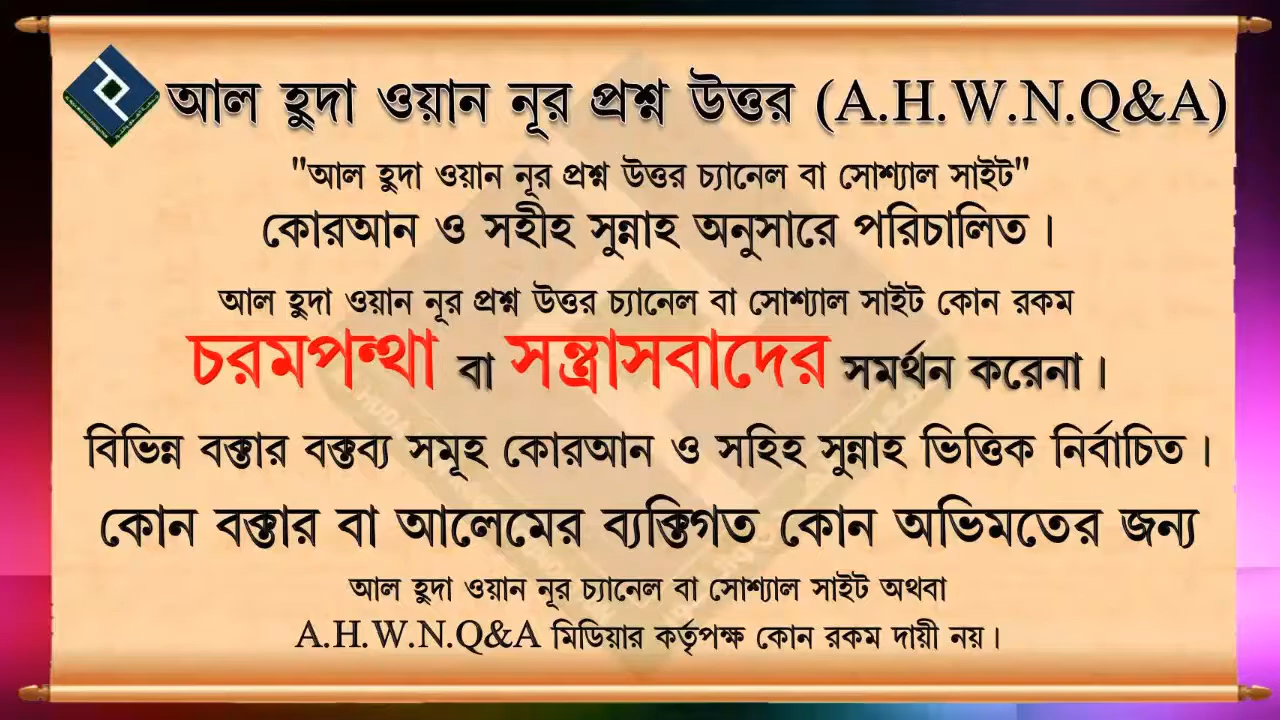 আল হুদা ওয়ান নূর প্রশ্ন উত্তর (A.H.W.N.Q&A)
"আল হুদা ওয়ান নূর প্রশ্ন উত্তর চ্যানেল বা সোশ্যাল সাইট"
কোরআন ও সহীহ সুন্নাহ অনুসারে পরিচালিত।
আল হুদা ওয়ান নূর প্রশ্ন উত্তর চ্যানেল বা সোশ্যাল সাইট কোন রকম
চরমপন্থা বা সন্ত্রাসবাদের সমর্থন করেনা।
বিভিন্ন বক্তার বক্তব্য সমূহ কোরআন ও সহিহ সুন্নাহ ভিত্তিক নির্বাচিত।
কোন বক্তার বা আলেমের ব্যক্তিগত কোন অভিমতের জন্য
আল হুদা ওয়ান নূর চ্যানেল বা সোশ্যাল সাইট অথবা
A.H.W.N.Q&A মিডিয়ার কর্তৃপক্ষ কোন রকম দায়ী নয়।